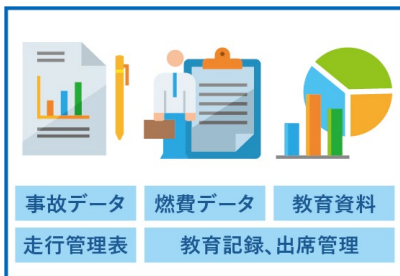 事故データ
燃費データ
教育資料
走行管理表
教育記録、出席管理